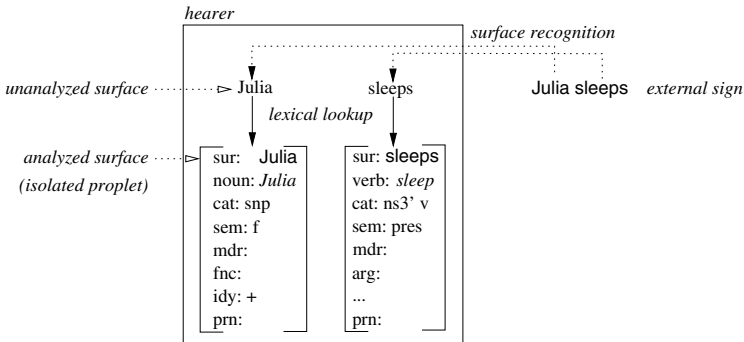 hearer
surface recognition
unanalyzed surface
Julia
sleeps
Julia sleeps
external sign
lexical lookup
analyzed surface
(isolated proplet)
sur: Julia
noun: Julia
cat: snp
sem: f
mdr:
fnc:
idy: +
prn:
sur: sleeps
verb: sleep
cat: ns3' v
sem: pres
mdr:
arg:
...
prn: